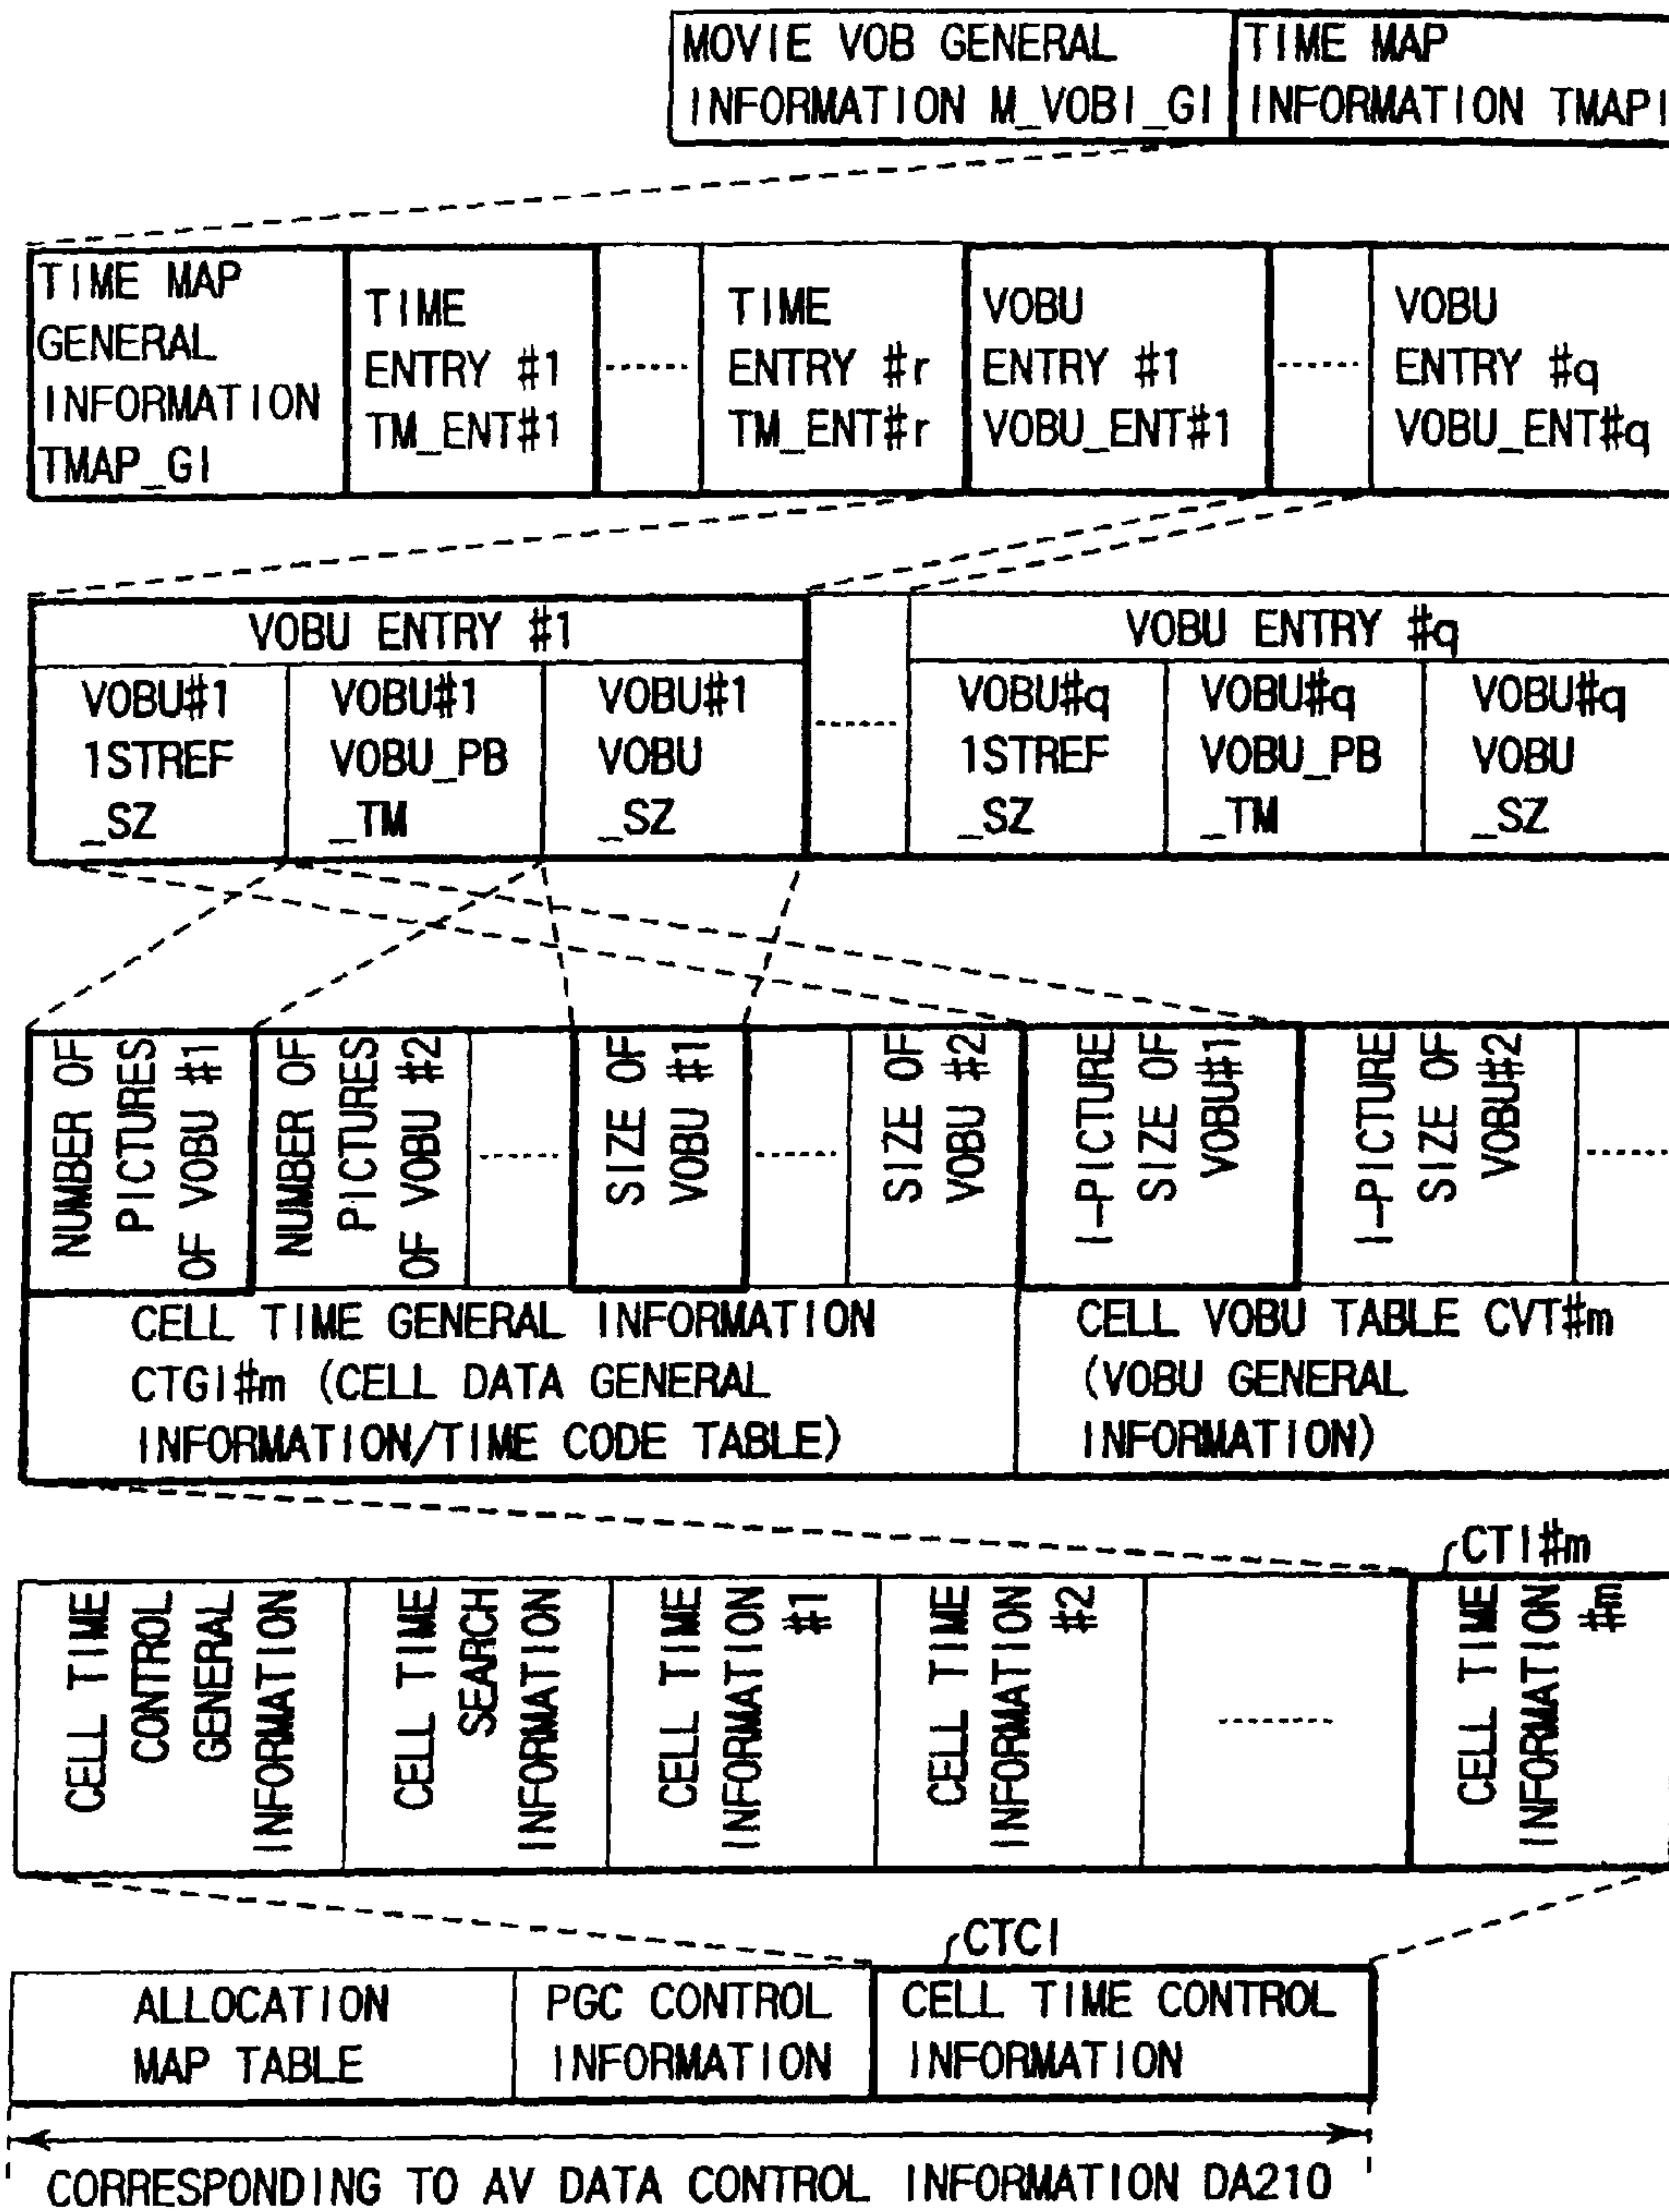 MOVIE VOB GENERAL
INFORMATION M_VOBI_GI
TIME MAP
INFORMATION TMAPI
TIME MAP
GENERAL
INFORMATION
TMAP_GI
TIME
ENTRY #1
TM_ENT#1
TIME
ENTRY #r
TM_ENT#r
VOBU
ENTRY #1
VOBU_ENT#1
VOBU
ENTRY #q
VOBU_ENT#q
VOBU ENTRY #1
VOBU#1
1STREF
_SZ
VOBU#1
VOBU_PB
_TM
VOBU#1
VOBU
_SZ
VOBU ENTRY #q
VOBU#q
1STREF
_SZ
VOBU#q
VOBU_PB
_TM
VOBU#q
VOBU
_SZ
NUMBER OF
PICTURES
OF VOBU #1
NUMBER OF
PICTURES
OF VOBU #2
SIZE OF
VOBU #1
SIZE OF
VOBU #2
I-PICTURE
SIZE OF
VOBU#1
I-PICTURE
SIZE OF
VOBU#2
CELL TIME GENERAL INFORMATION
CTGI#m (CELL DATA GENERAL
INFORMATION/TIME CODE TABLE)
CELL VOBU TABLE CVT#m
(VOBU GENERAL
INFORMATION)
CTI#m
CELL TIME
CONTROL
GENERAL
INFORMATION
CELL TIME
SEARCH
INFORMATION
CELL TIME
INFORMATION
#1
CELL TIME
INFORMATION
#2
CELL TIME
INFORMATION
#m
CTCI
ALLOCATION
MAP TABLE
PGC CONTROL
INFORMATION
CELL TIME CONTROL
INFORMATION
CORRESPONDING TO AV DATA CONTROL INFORMATION DA210